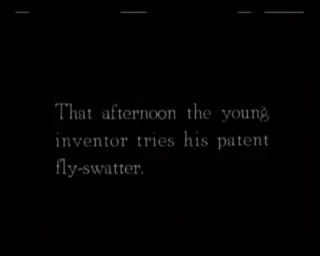 That afternoon the young
inventor tries his patent
fly-swatter.